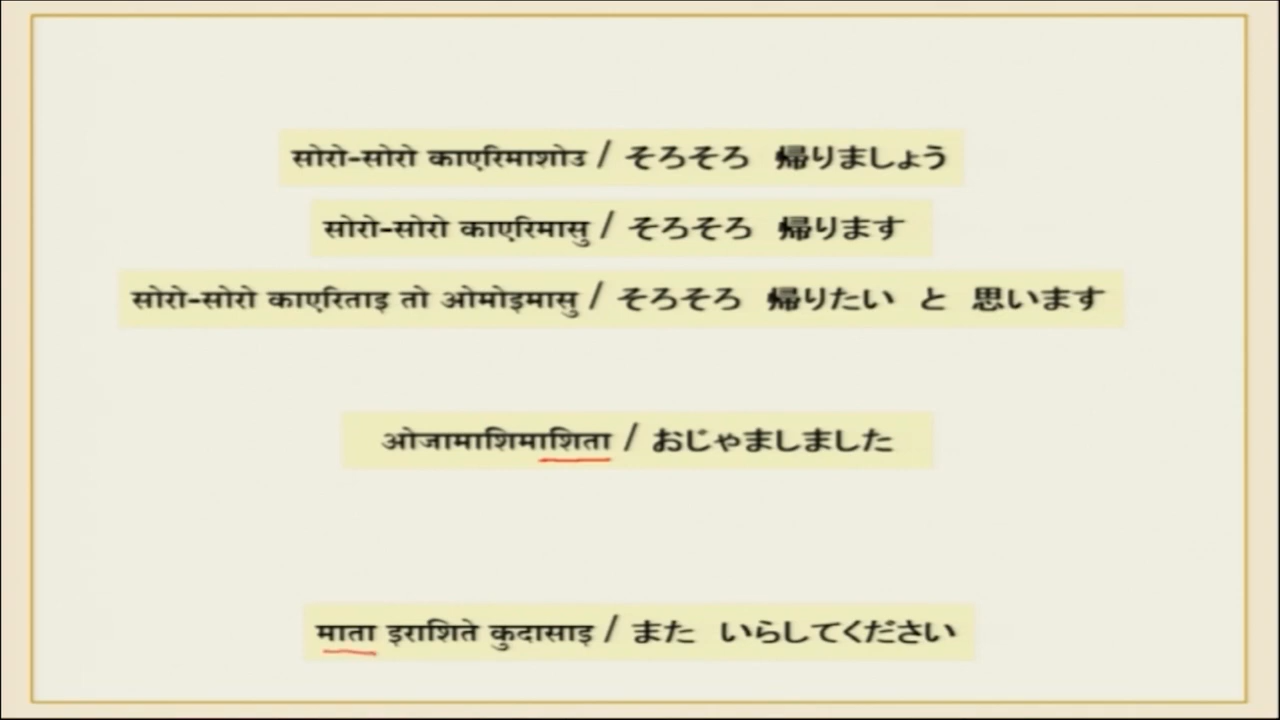 सोरो-सोरो काएरिमाशोउ / そろそろ 帰りましょう
सोरो-सोरो काएरिमासु / そろそろ 帰ります
सोरो-सोरो काएरिताइ तो ओमोइमासु / そろそろ 帰りたい と 思います
ओजामाशिमाशिता / おじゃましました
माता इराशिते कुदासाइ / また いらしてください